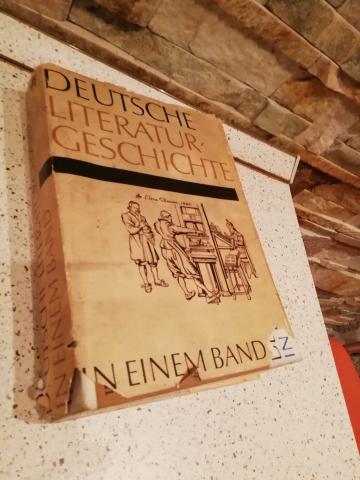 DEUTSCHE
LITERATUR-
GESCHICHTE
IN EINEM BAND